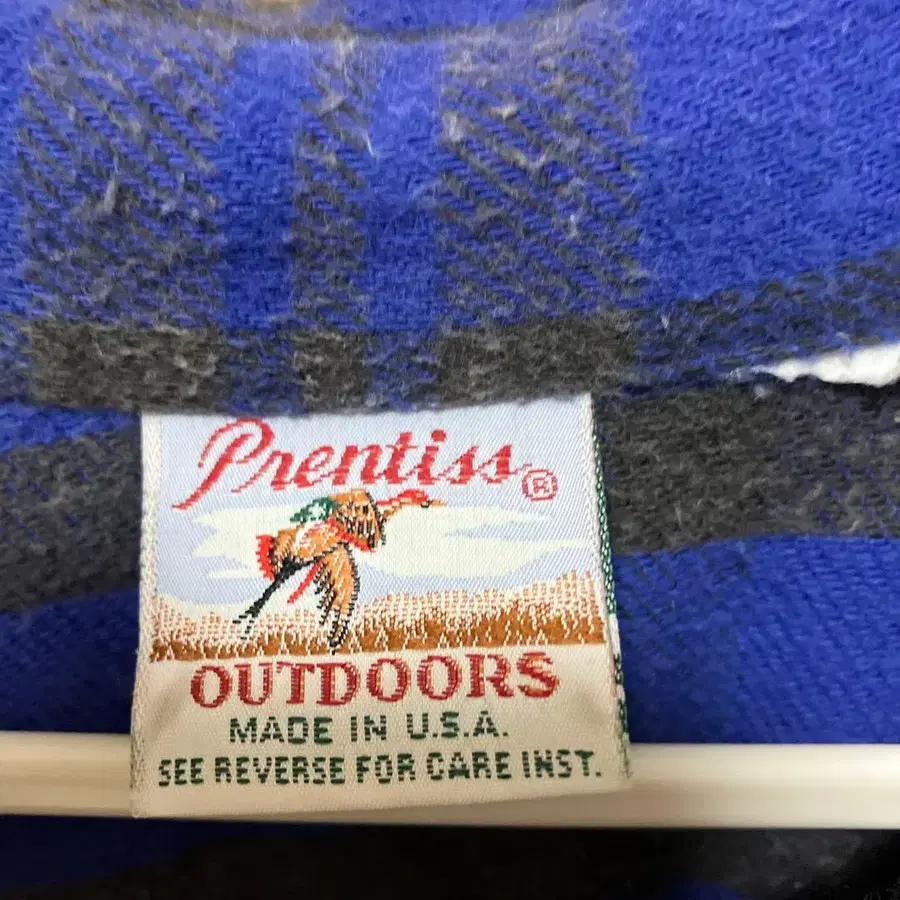 Prentiss®
OUTDOORS
MADE IN U.S.A.
SEE REVERSE FOR CARE INST.